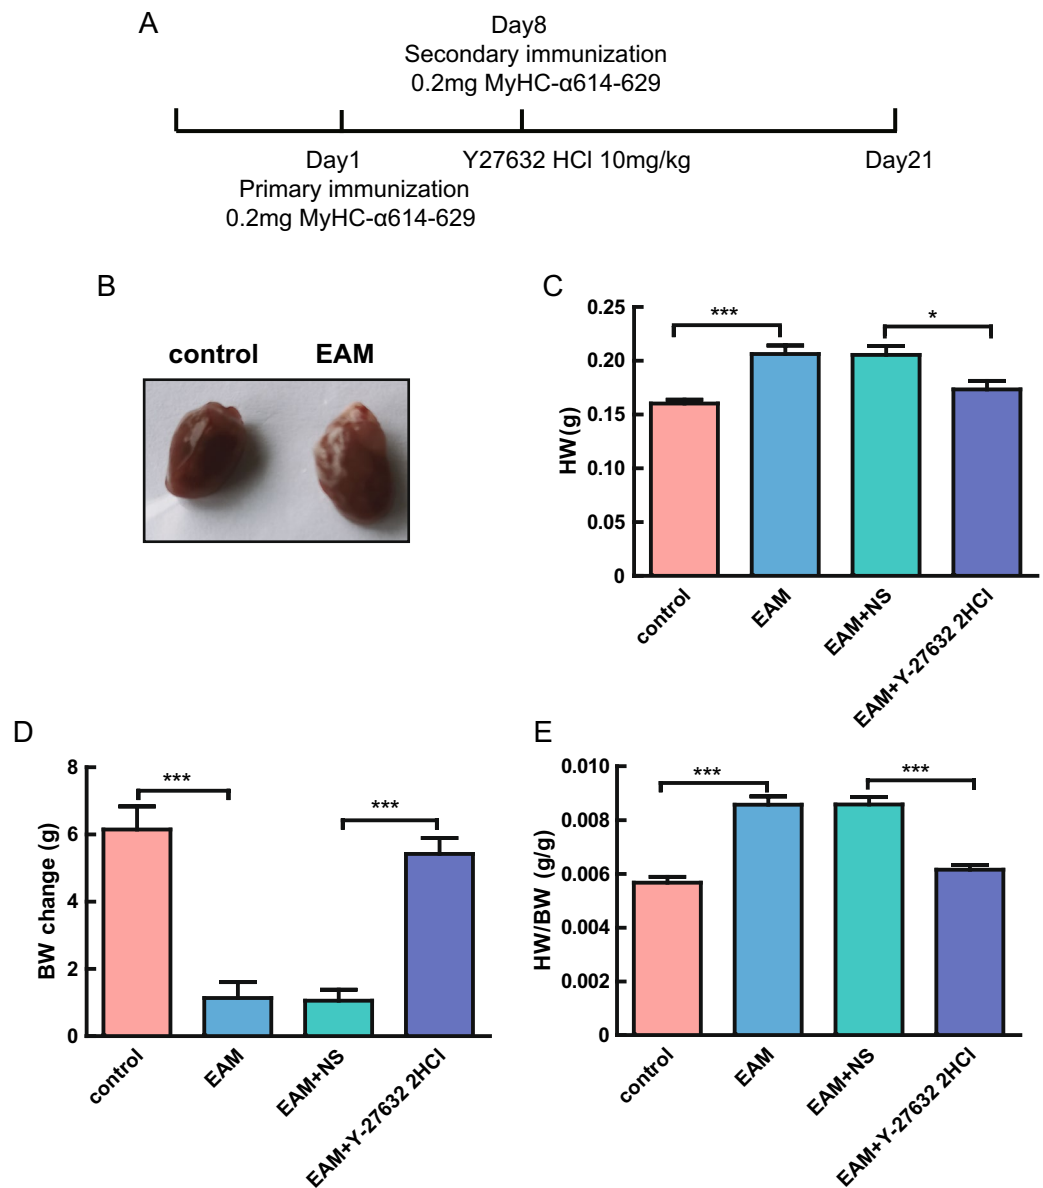 A
Day8
Secondary immunization
0.2mg MyHC-α614-629
Day1
Primary immunization
0.2mg MyHC-α614-629
Y27632 HCl 10mg/kg
Day21
B
control
EAM
C
HW(g)
0.25
0.20
0.15
0.10
0.05
0
***
*
control
EAM
EAM+NS
EAM+Y-27632 2HCl
D
BW change (g)
8
6
4
2
0
***
***
control
EAM
EAM+NS
EAM+Y-27632 2HCl
E
HW/BW (g/g)
0.010
0.008
0.006
0.004
0.002
0
***
***
control
EAM
EAM+NS
EAM+Y-27632 2HCl